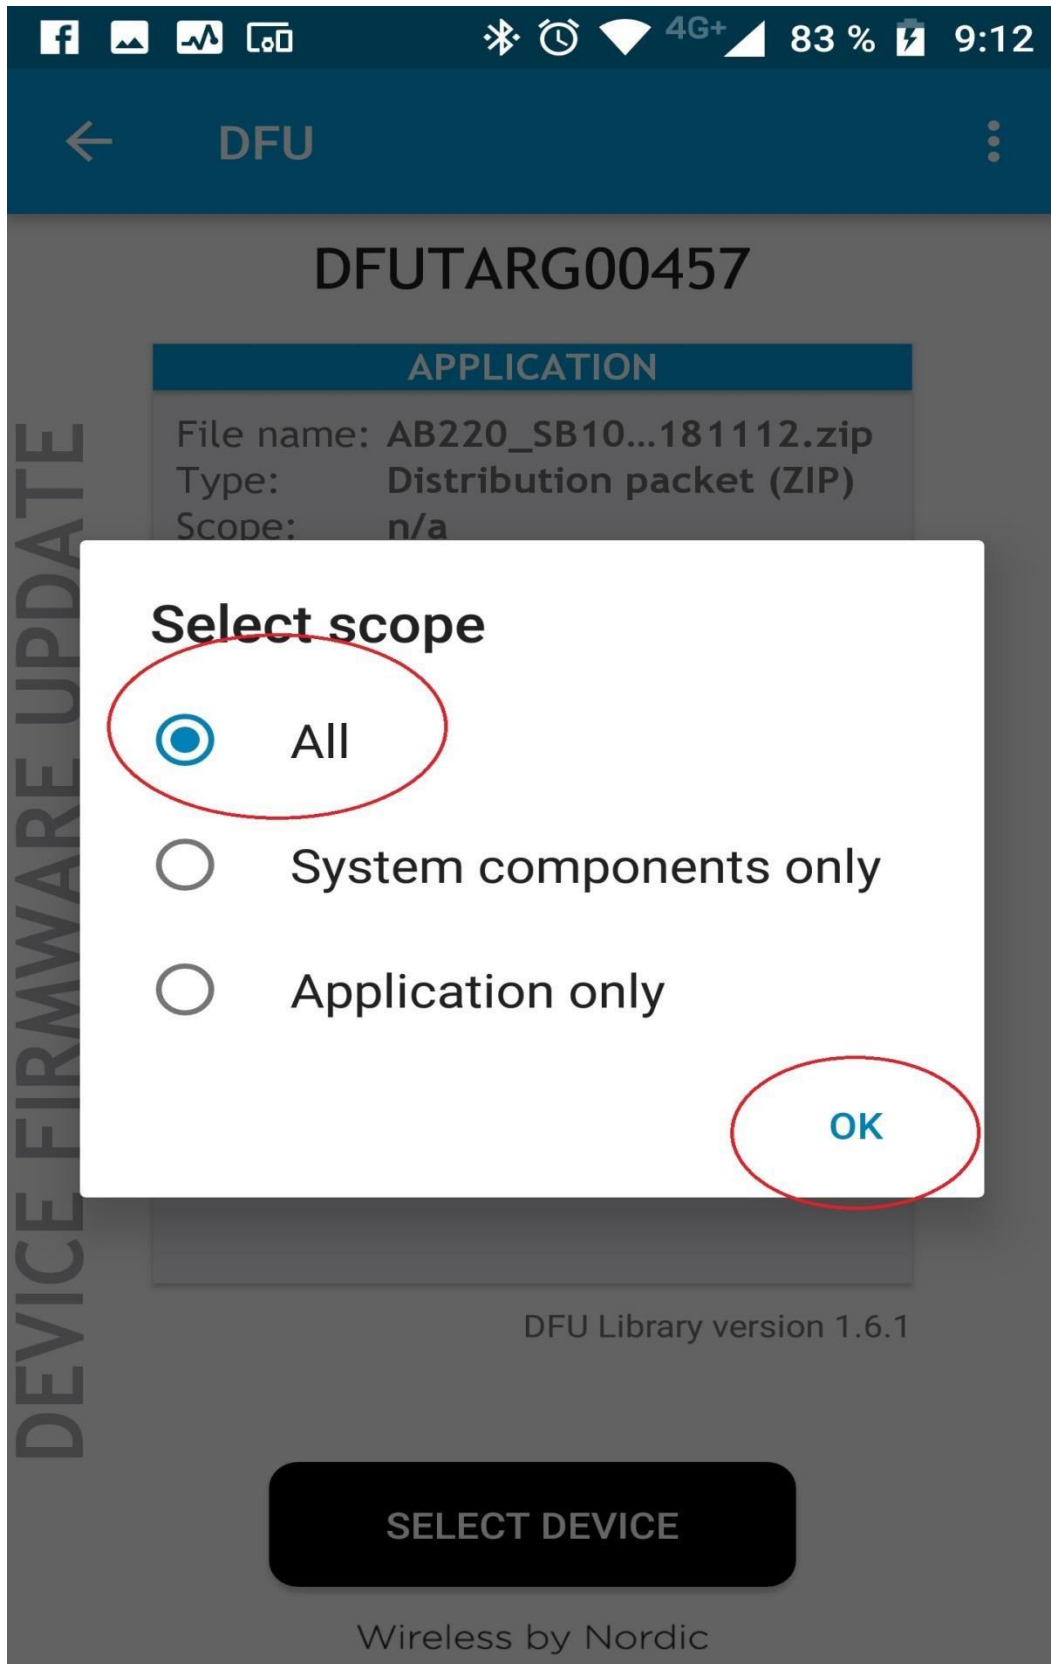 4G+ 83 % 9:12
DFU
DFUTARG00457
APPLICATION
File name: AB220_SB10...181112.zip
Type: Distribution packet (ZIP)
Scope: n/a
DEVICE FIRMWARE UPDATE
Select scope
All
System components only
Application only
OK
DFU Library version 1.6.1
SELECT DEVICE
Wireless by Nordic